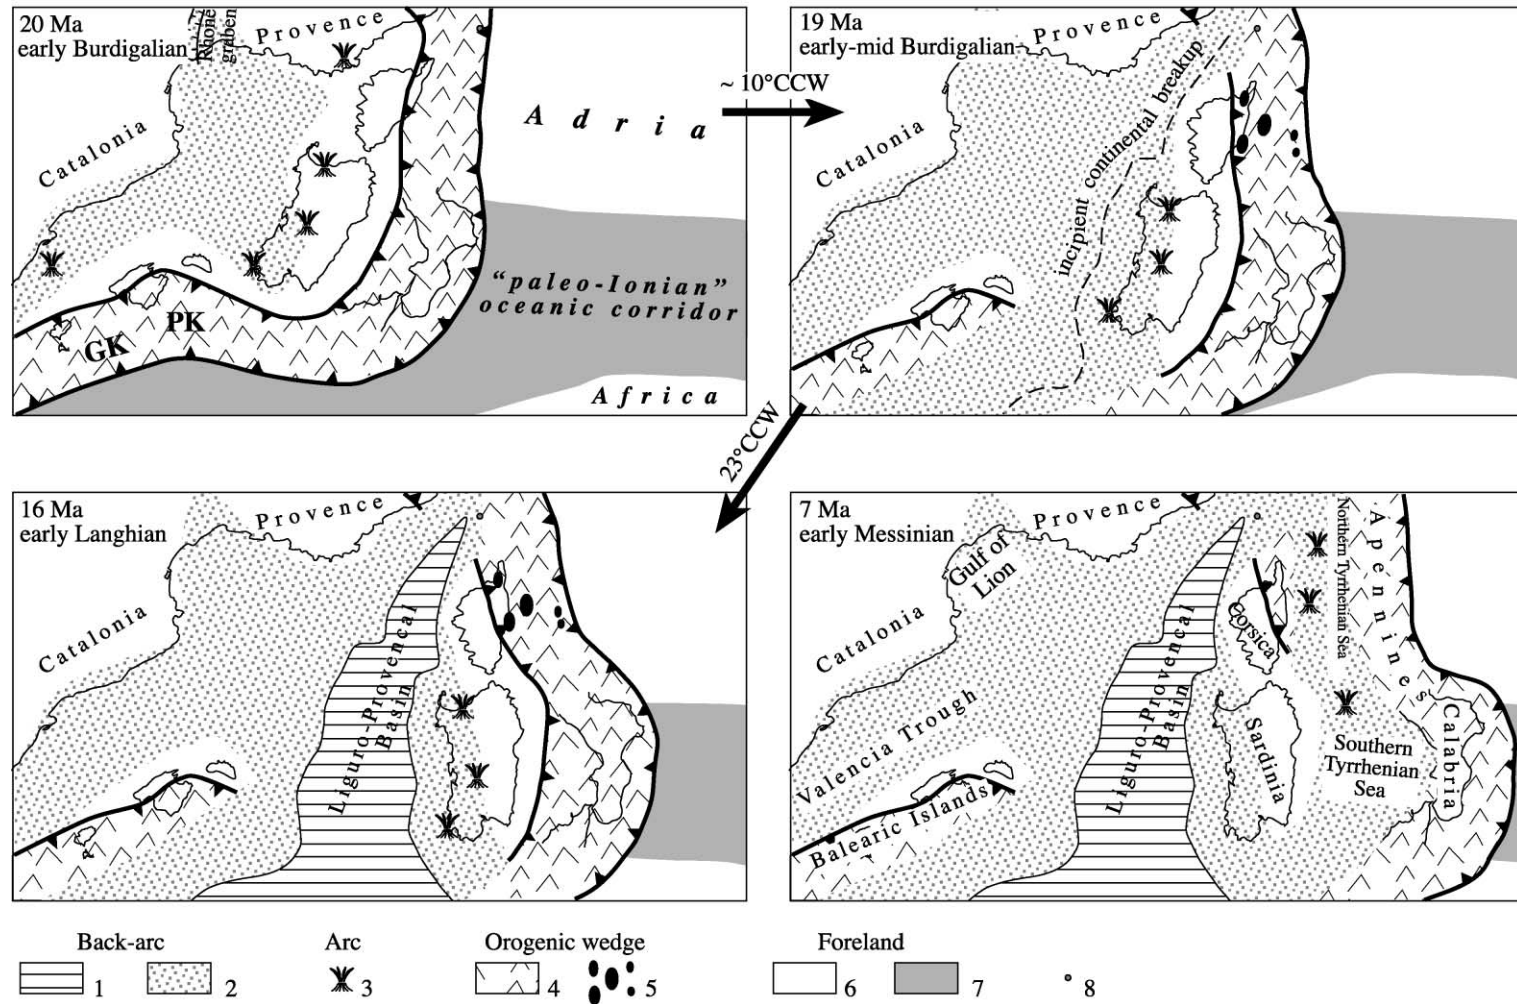 20 Ma
early Burdigalian
Rhone
graben
Provence
Catalonia
Adria
"paleo-Ionian"
oceanic corridor
PK
GK
Africa
~ 10°CCW
19 Ma
early-mid Burdigalian
Provence
incipient continental breakup
Catalonia
23°CCW
16 Ma
early Langhian
Provence
Catalonia
Liguro-Provencal
Basin
7 Ma
early Messinian
Provence
Gulf of
Lion
Catalonia
Valencia Trough
Balearic Islands
Liguro-Provencal
Basin
Corsica
Sardinia
Northern Tyrrhenian Sea
Apennines
Southern
Tyrrhenian
Sea
Calabria
Back-arc
Arc
Orogenic wedge
Foreland
1
2
3
4
5
6
7
8